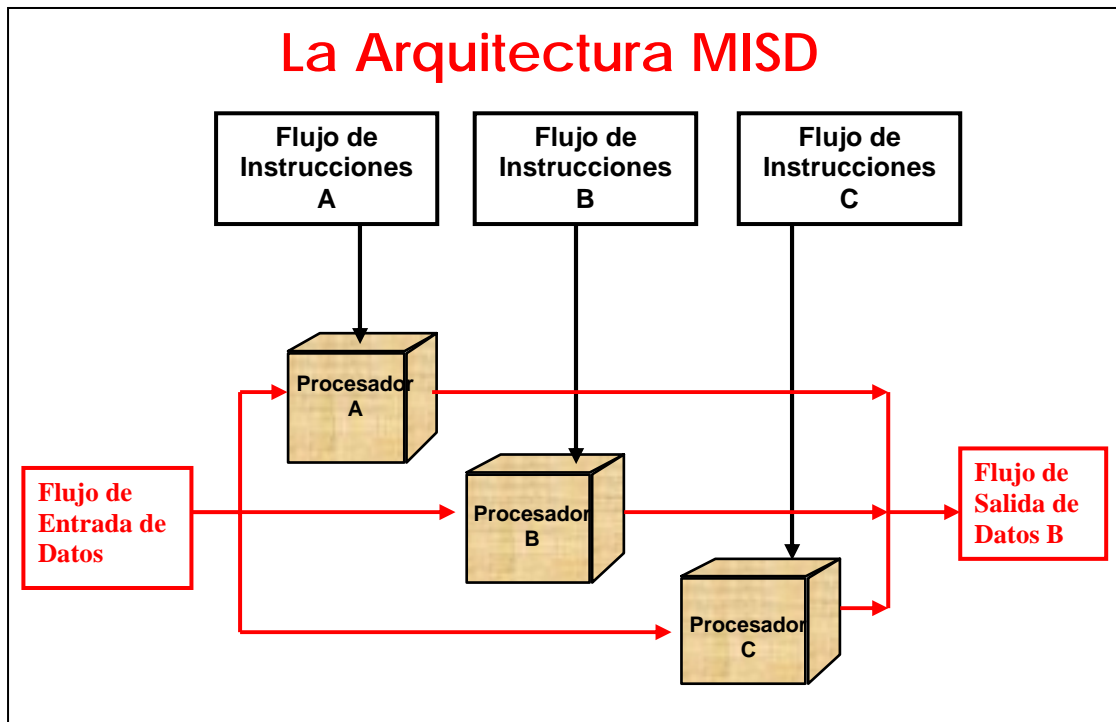 La Arquitectura MISD
Flujo de
Instrucciones
A
Flujo de
Instrucciones
B
Flujo de
Instrucciones
C
Procesador
A
Procesador
B
Procesador
C
Flujo de
Entrada de
Datos
Flujo de
Salida de
Datos B